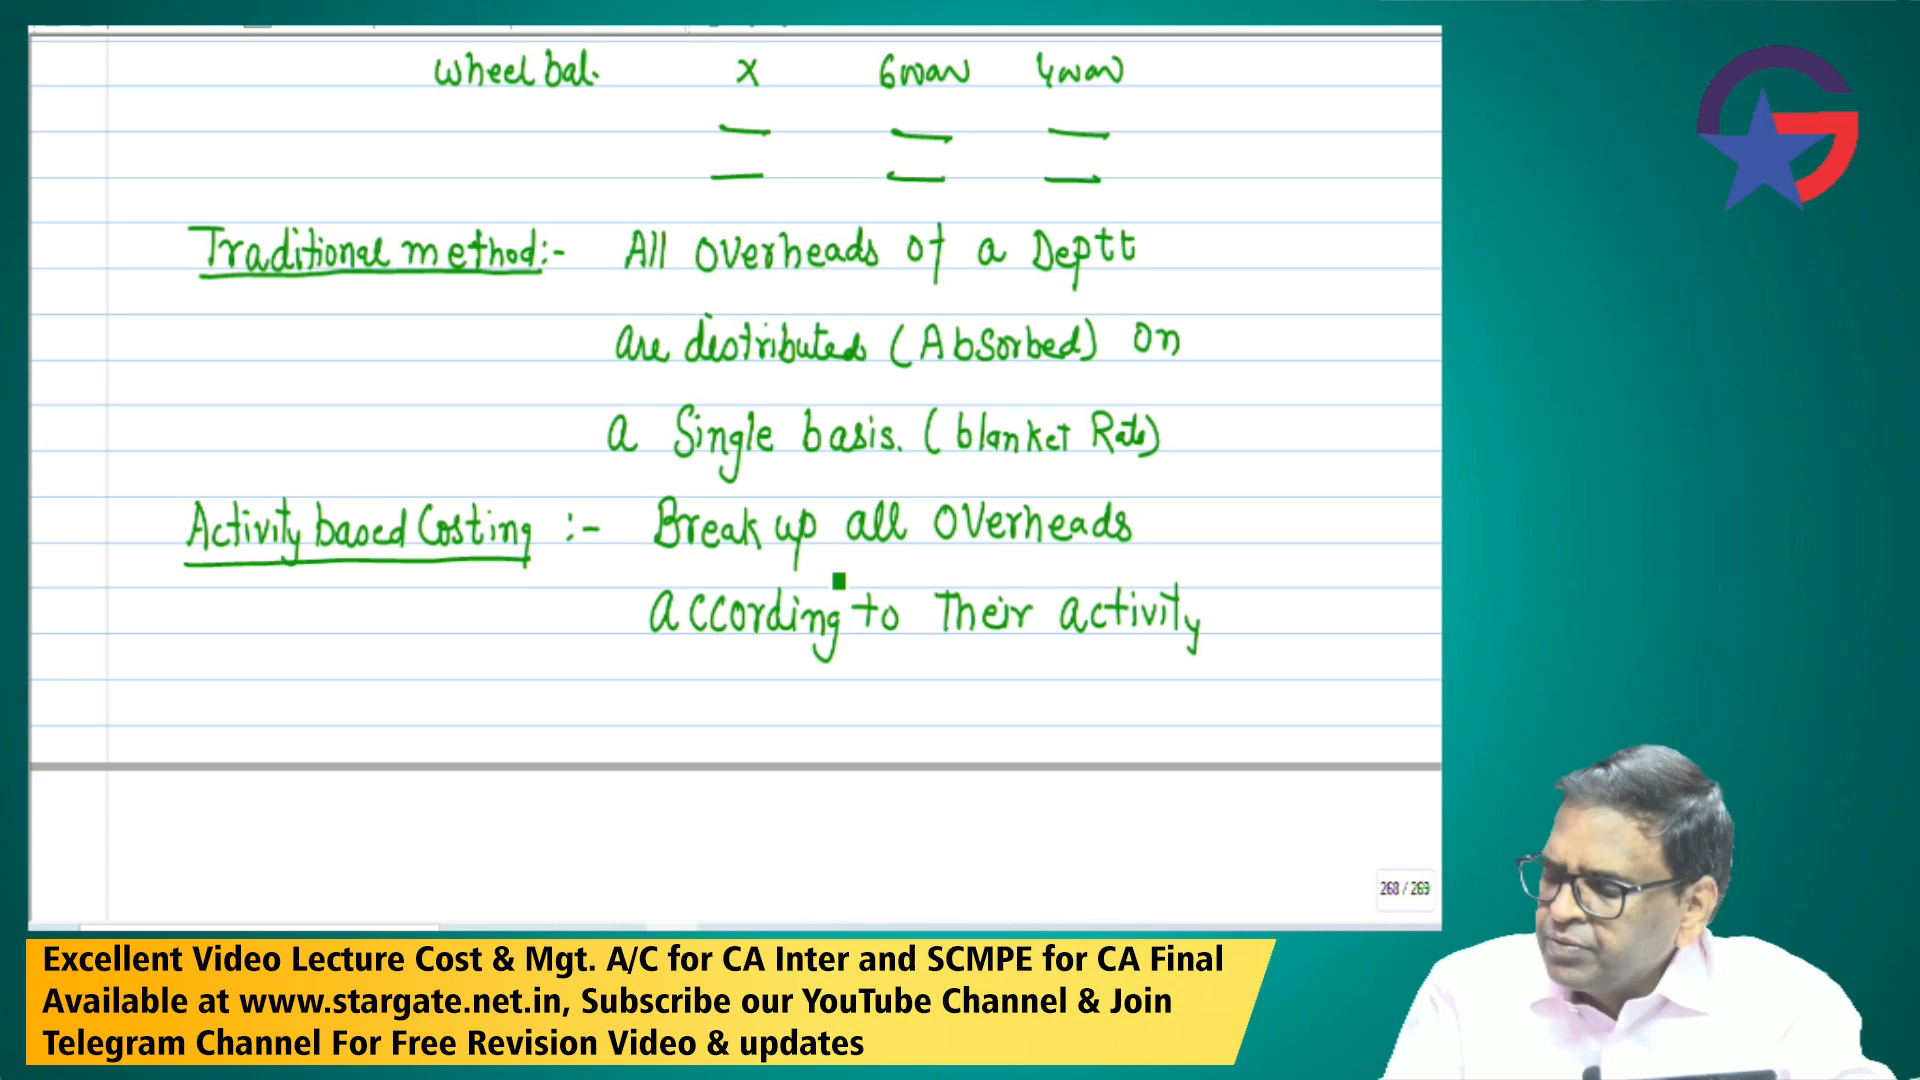 wheel bal. x 6000 4000
Traditional method:- All Overheads of a Deptt
are distributed (Absorbed) on
a Single basis. (blanket Rate)
Activity based Costing :- Break up all overheads
according to Their activity
268 / 269
Excellent Video Lecture Cost & Mgt. A/C for CA Inter and SCMPE for CA Final
Available at www.stargate.net.in, Subscribe our YouTube Channel & Join
Telegram Channel For Free Revision Video & updates